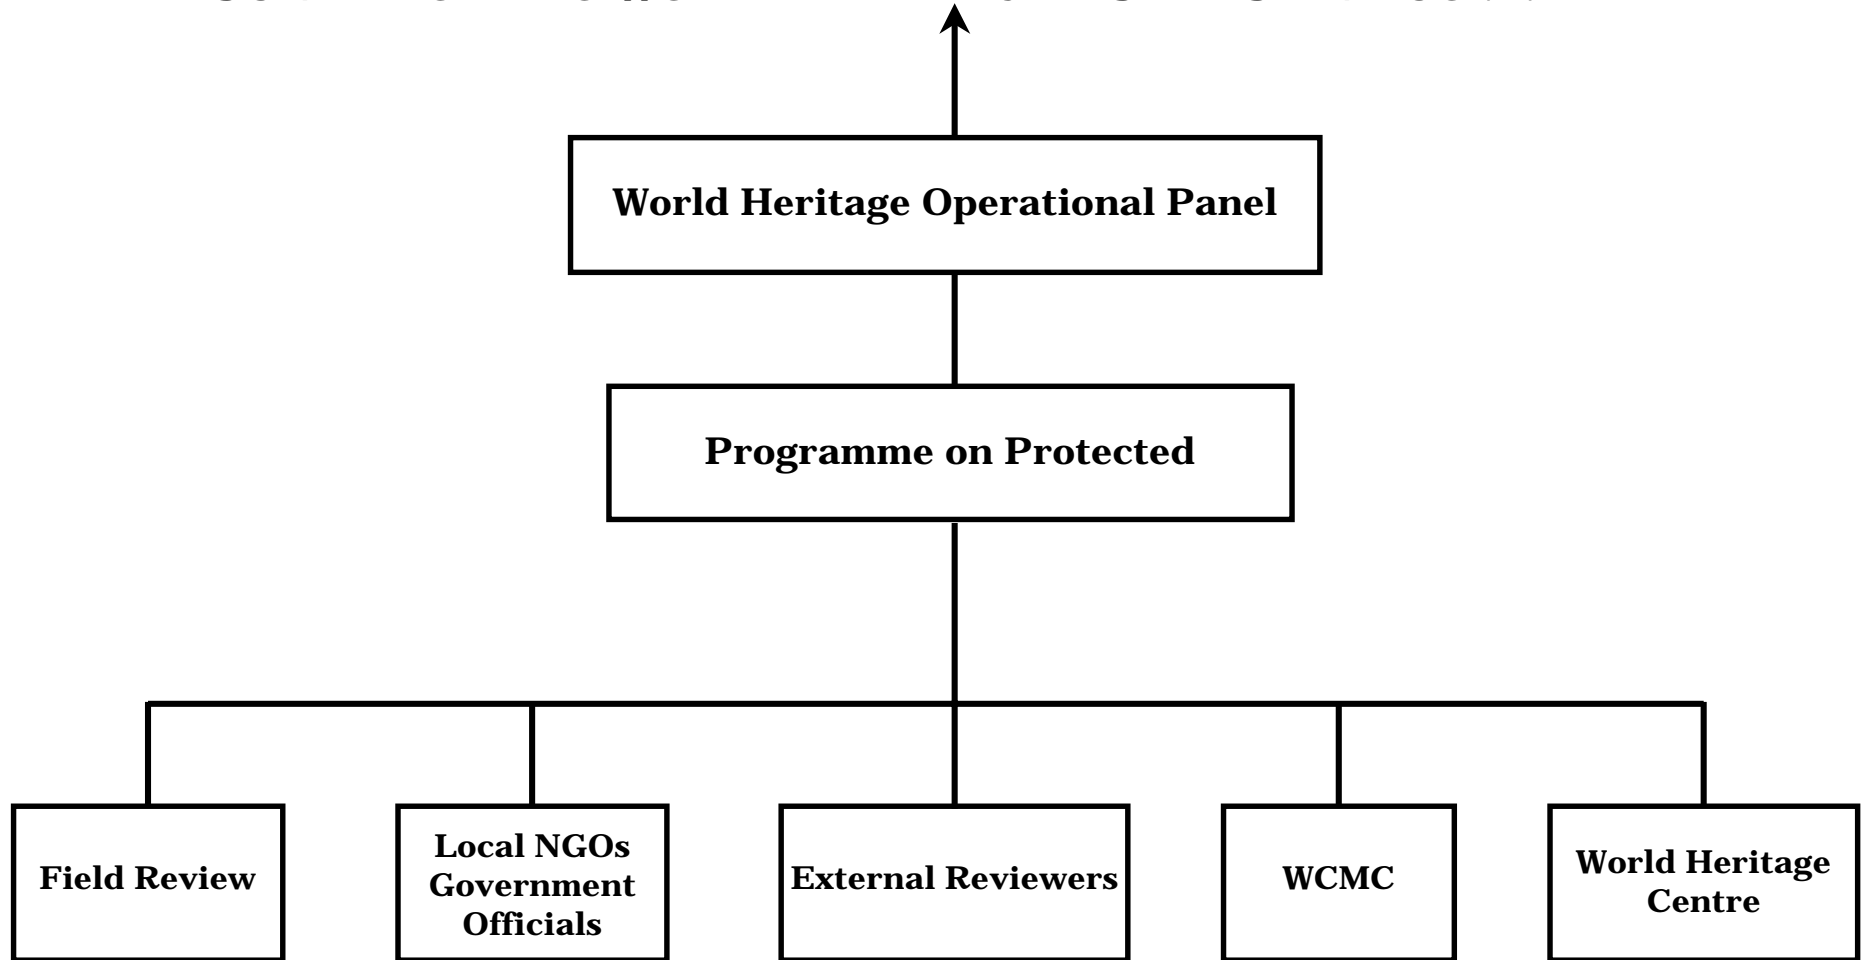 World Heritage Operational Panel
Programme on Protected
Field Review
Local NGOs
Government
Officials
External Reviewers
WCMC
World Heritage
Centre